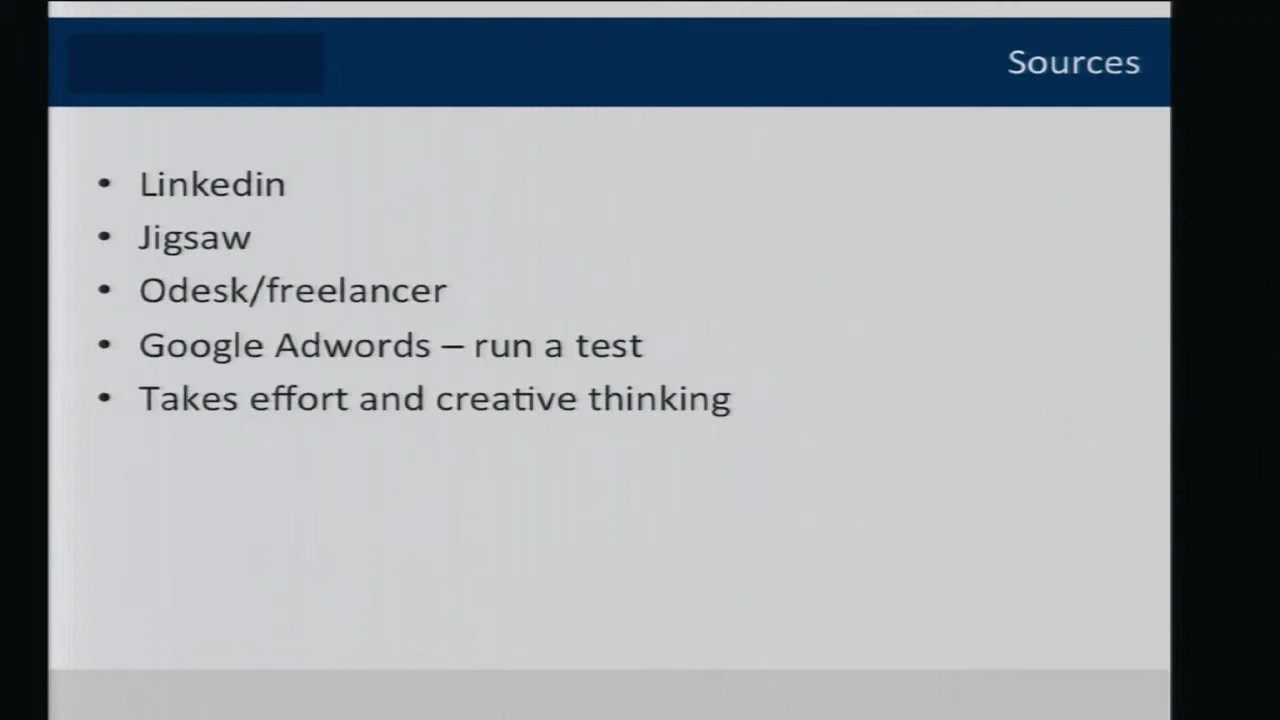 Sources
• Linkedin
• Jigsaw
• Odesk/freelancer
• Google Adwords – run a test
• Takes effort and creative thinking